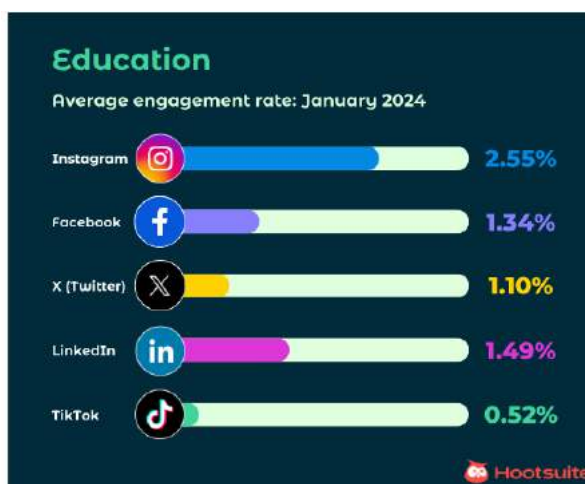 Education
Average engagement rate: January 2024
Instagram 2.55%
Facebook f 1.34%
X (Twitter) X 1.10%
LinkedIn in 1.49%
TikTok 0.52%
Hootsuite